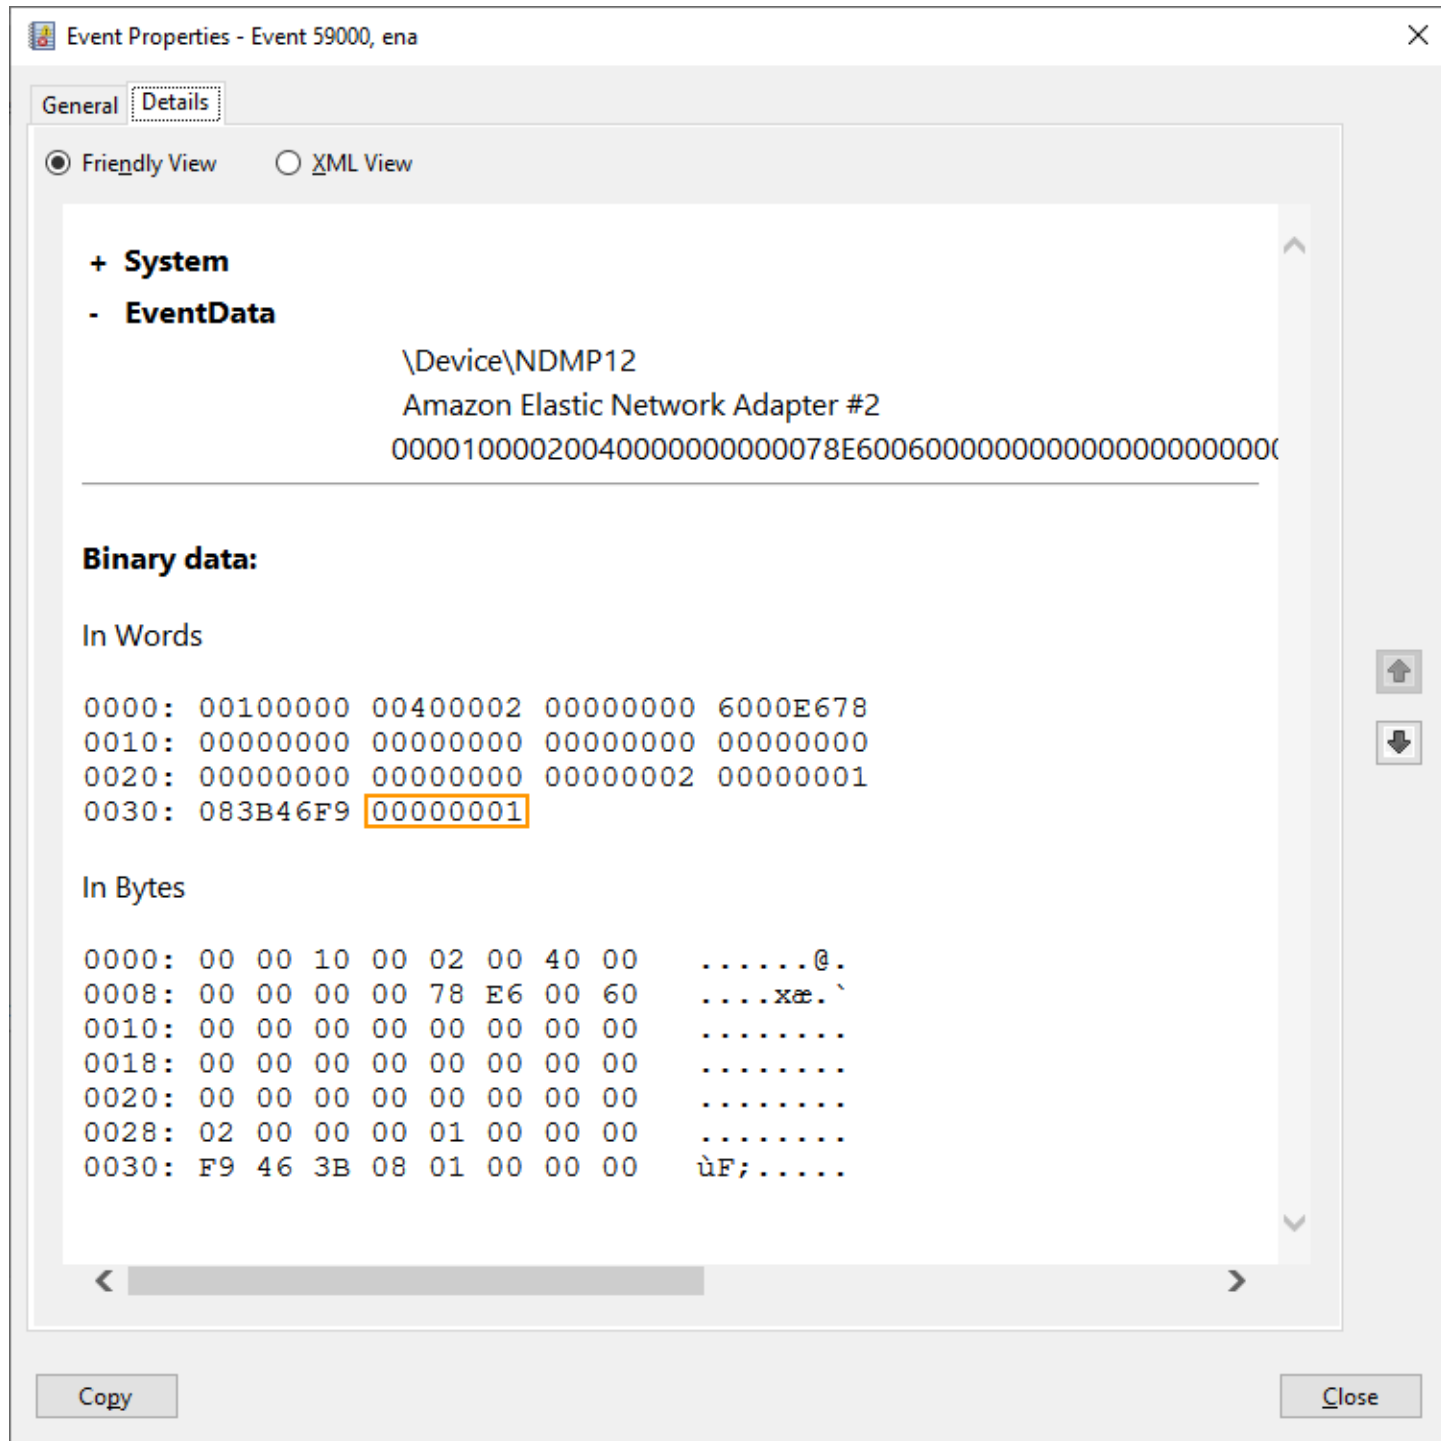 Event Properties - Event 59000, ena
General Details
Friendly View XML View
+ System
- EventData
\Device\NDMP12
Amazon Elastic Network Adapter #2
00001000020040000000000078E60060000000000000000000
Binary data:
In Words
0000: 00100000 00400002 00000000 6000E678
0010: 00000000 00000000 00000000 00000000
0020: 00000000 00000000 00000002 00000001
0030: 083B46F9 00000001
In Bytes
0000: 00 00 10 00 02 00 40 00 ......@.
0008: 00 00 00 00 78 E6 00 60 ....xæ.`
0010: 00 00 00 00 00 00 00 00 ........
0018: 00 00 00 00 00 00 00 00 ........
0020: 00 00 00 00 00 00 00 00 ........
0028: 02 00 00 00 01 00 00 00 ........
0030: F9 46 3B 08 01 00 00 00 ùF;.....
Copy Close